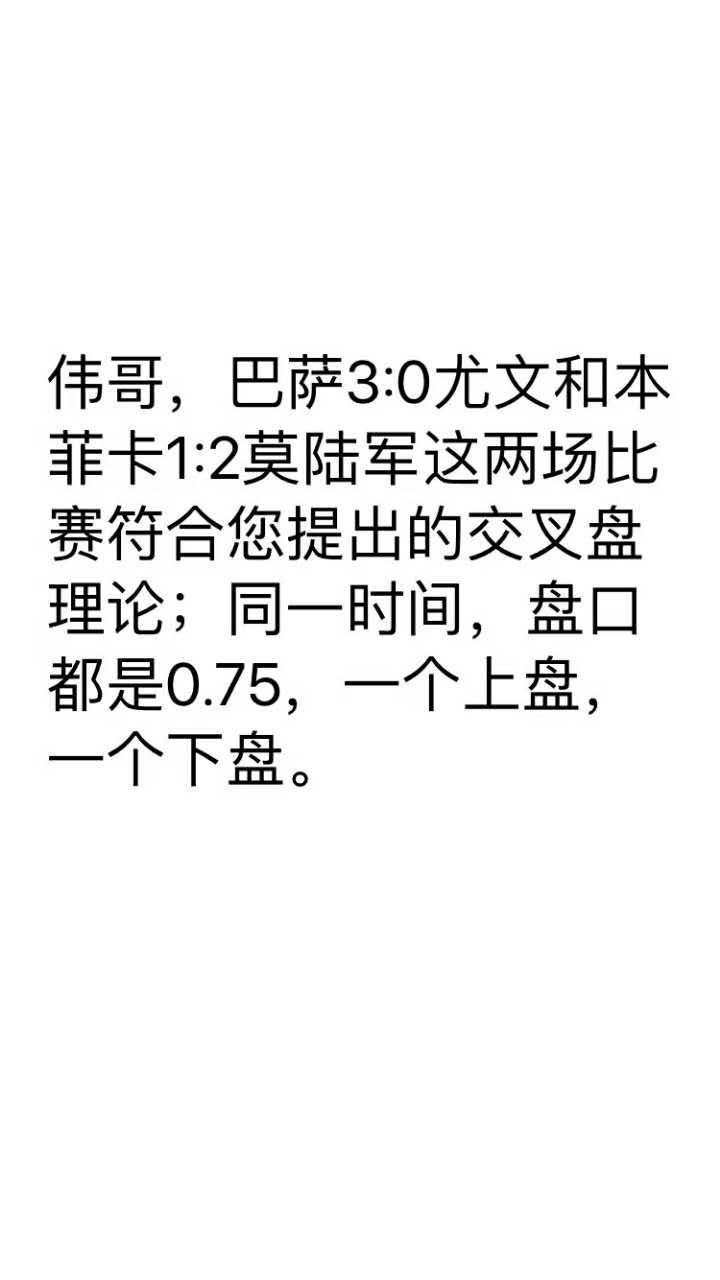 伟哥，巴萨3:0尤文和本
菲卡1:2莫陆军这两场比
赛符合您提出的交叉盘
理论；同一时间，盘口
都是0.75，一个上盘，
一个下盘。